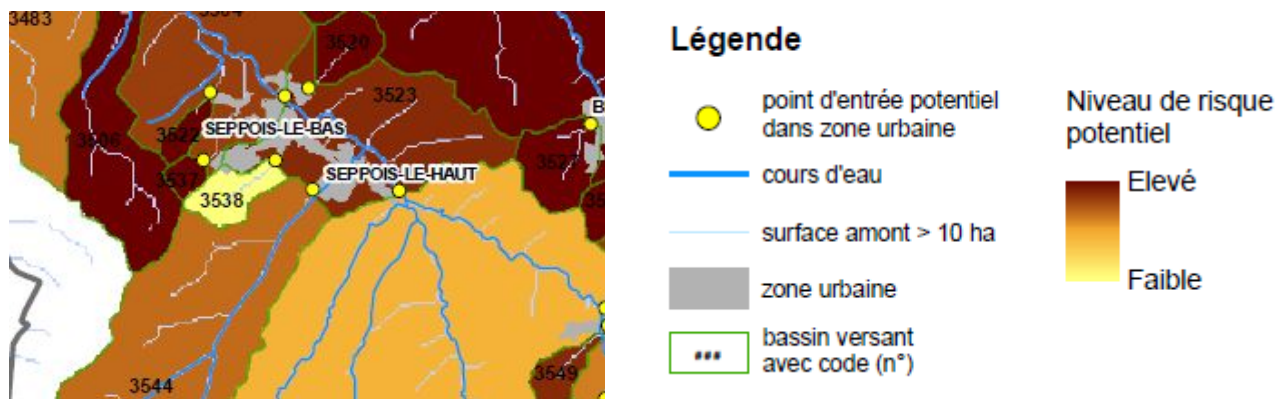 3483
3520
3523
B
SEPPOIS-LE-BAS
3522
3506
3527
3537
SEPPOIS-LE-HAUT
3538
3549
3544
Légende
point d'entrée potentiel
dans zone urbaine
cours d'eau
surface amont > 10 ha
zone urbaine
***
bassin versant
avec code (n°)
Niveau de risque
potentiel
Elevé
Faible